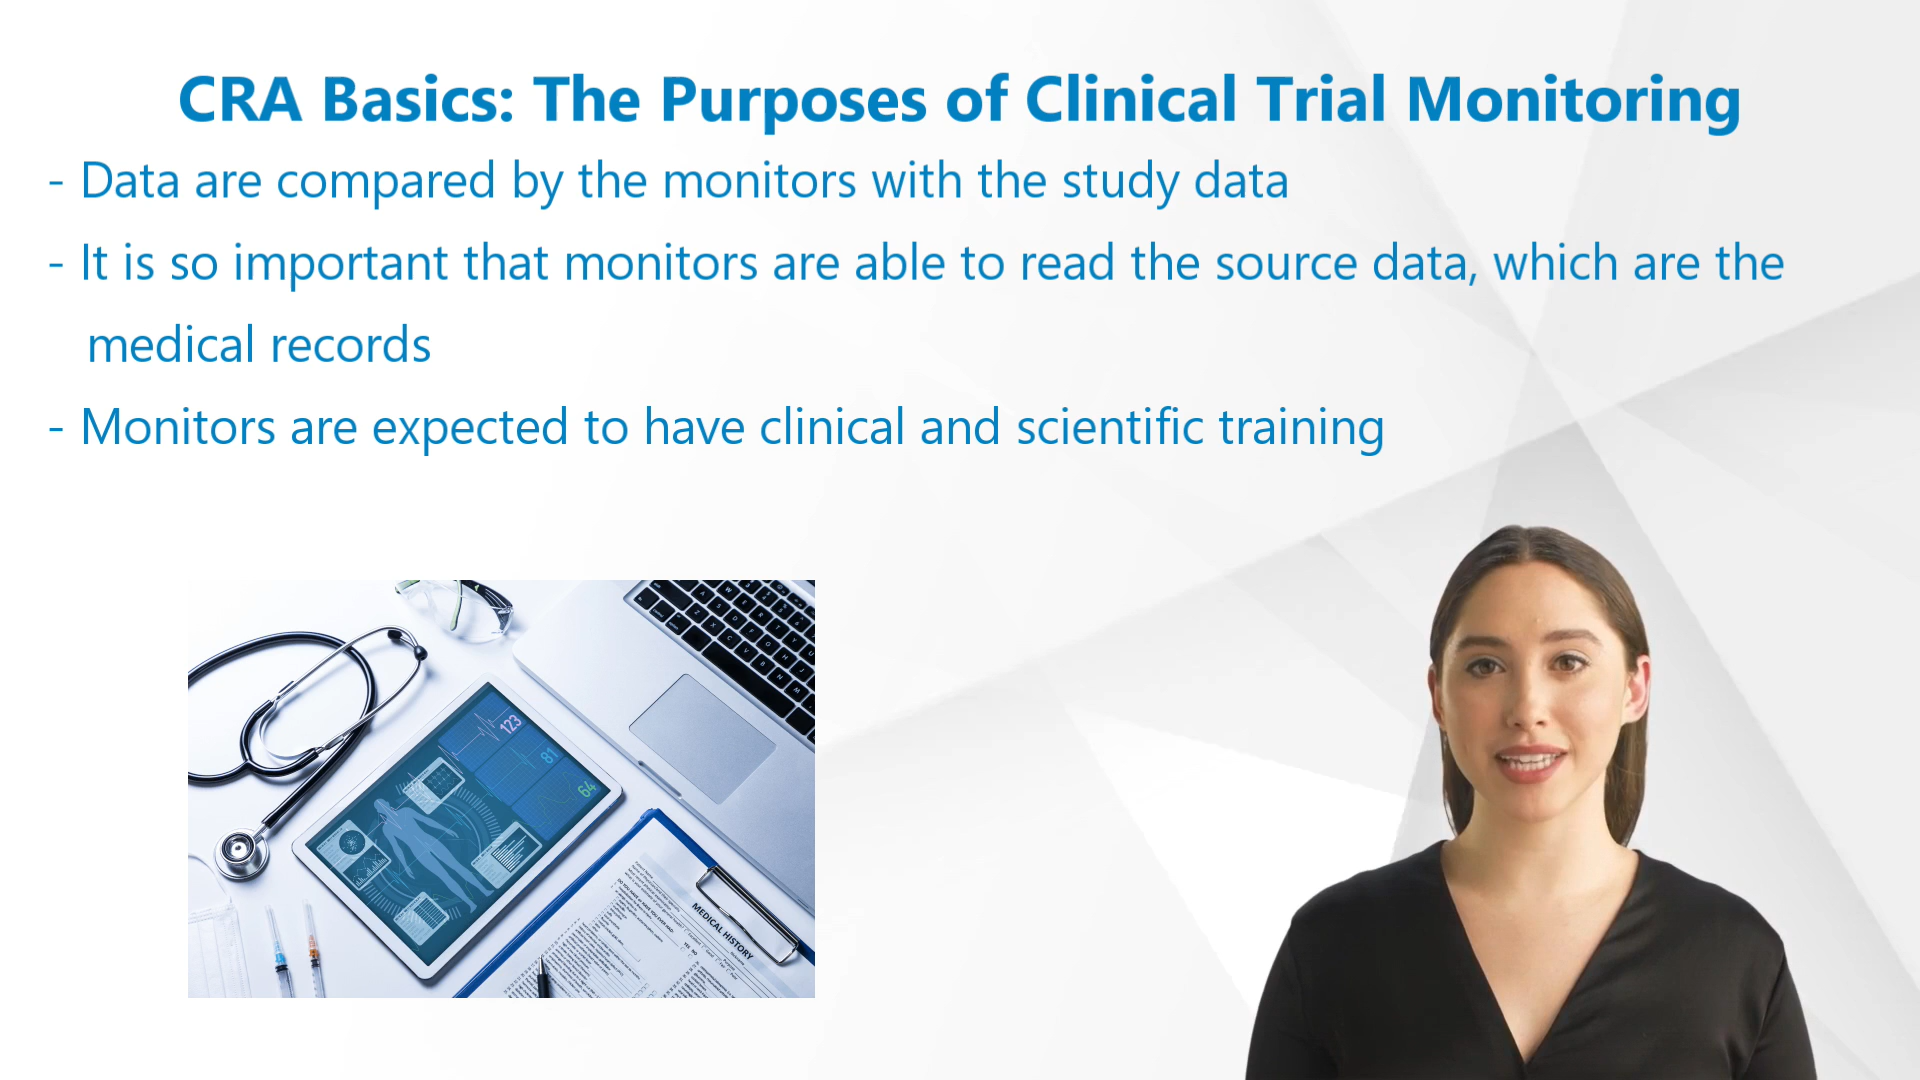 CRA Basics: The Purposes of Clinical Trial Monitoring
- Data are compared by the monitors with the study data
- It is so important that monitors are able to read the source data, which are the
medical records
- Monitors are expected to have clinical and scientific training
123
81
64
MEDICAL HISTORY